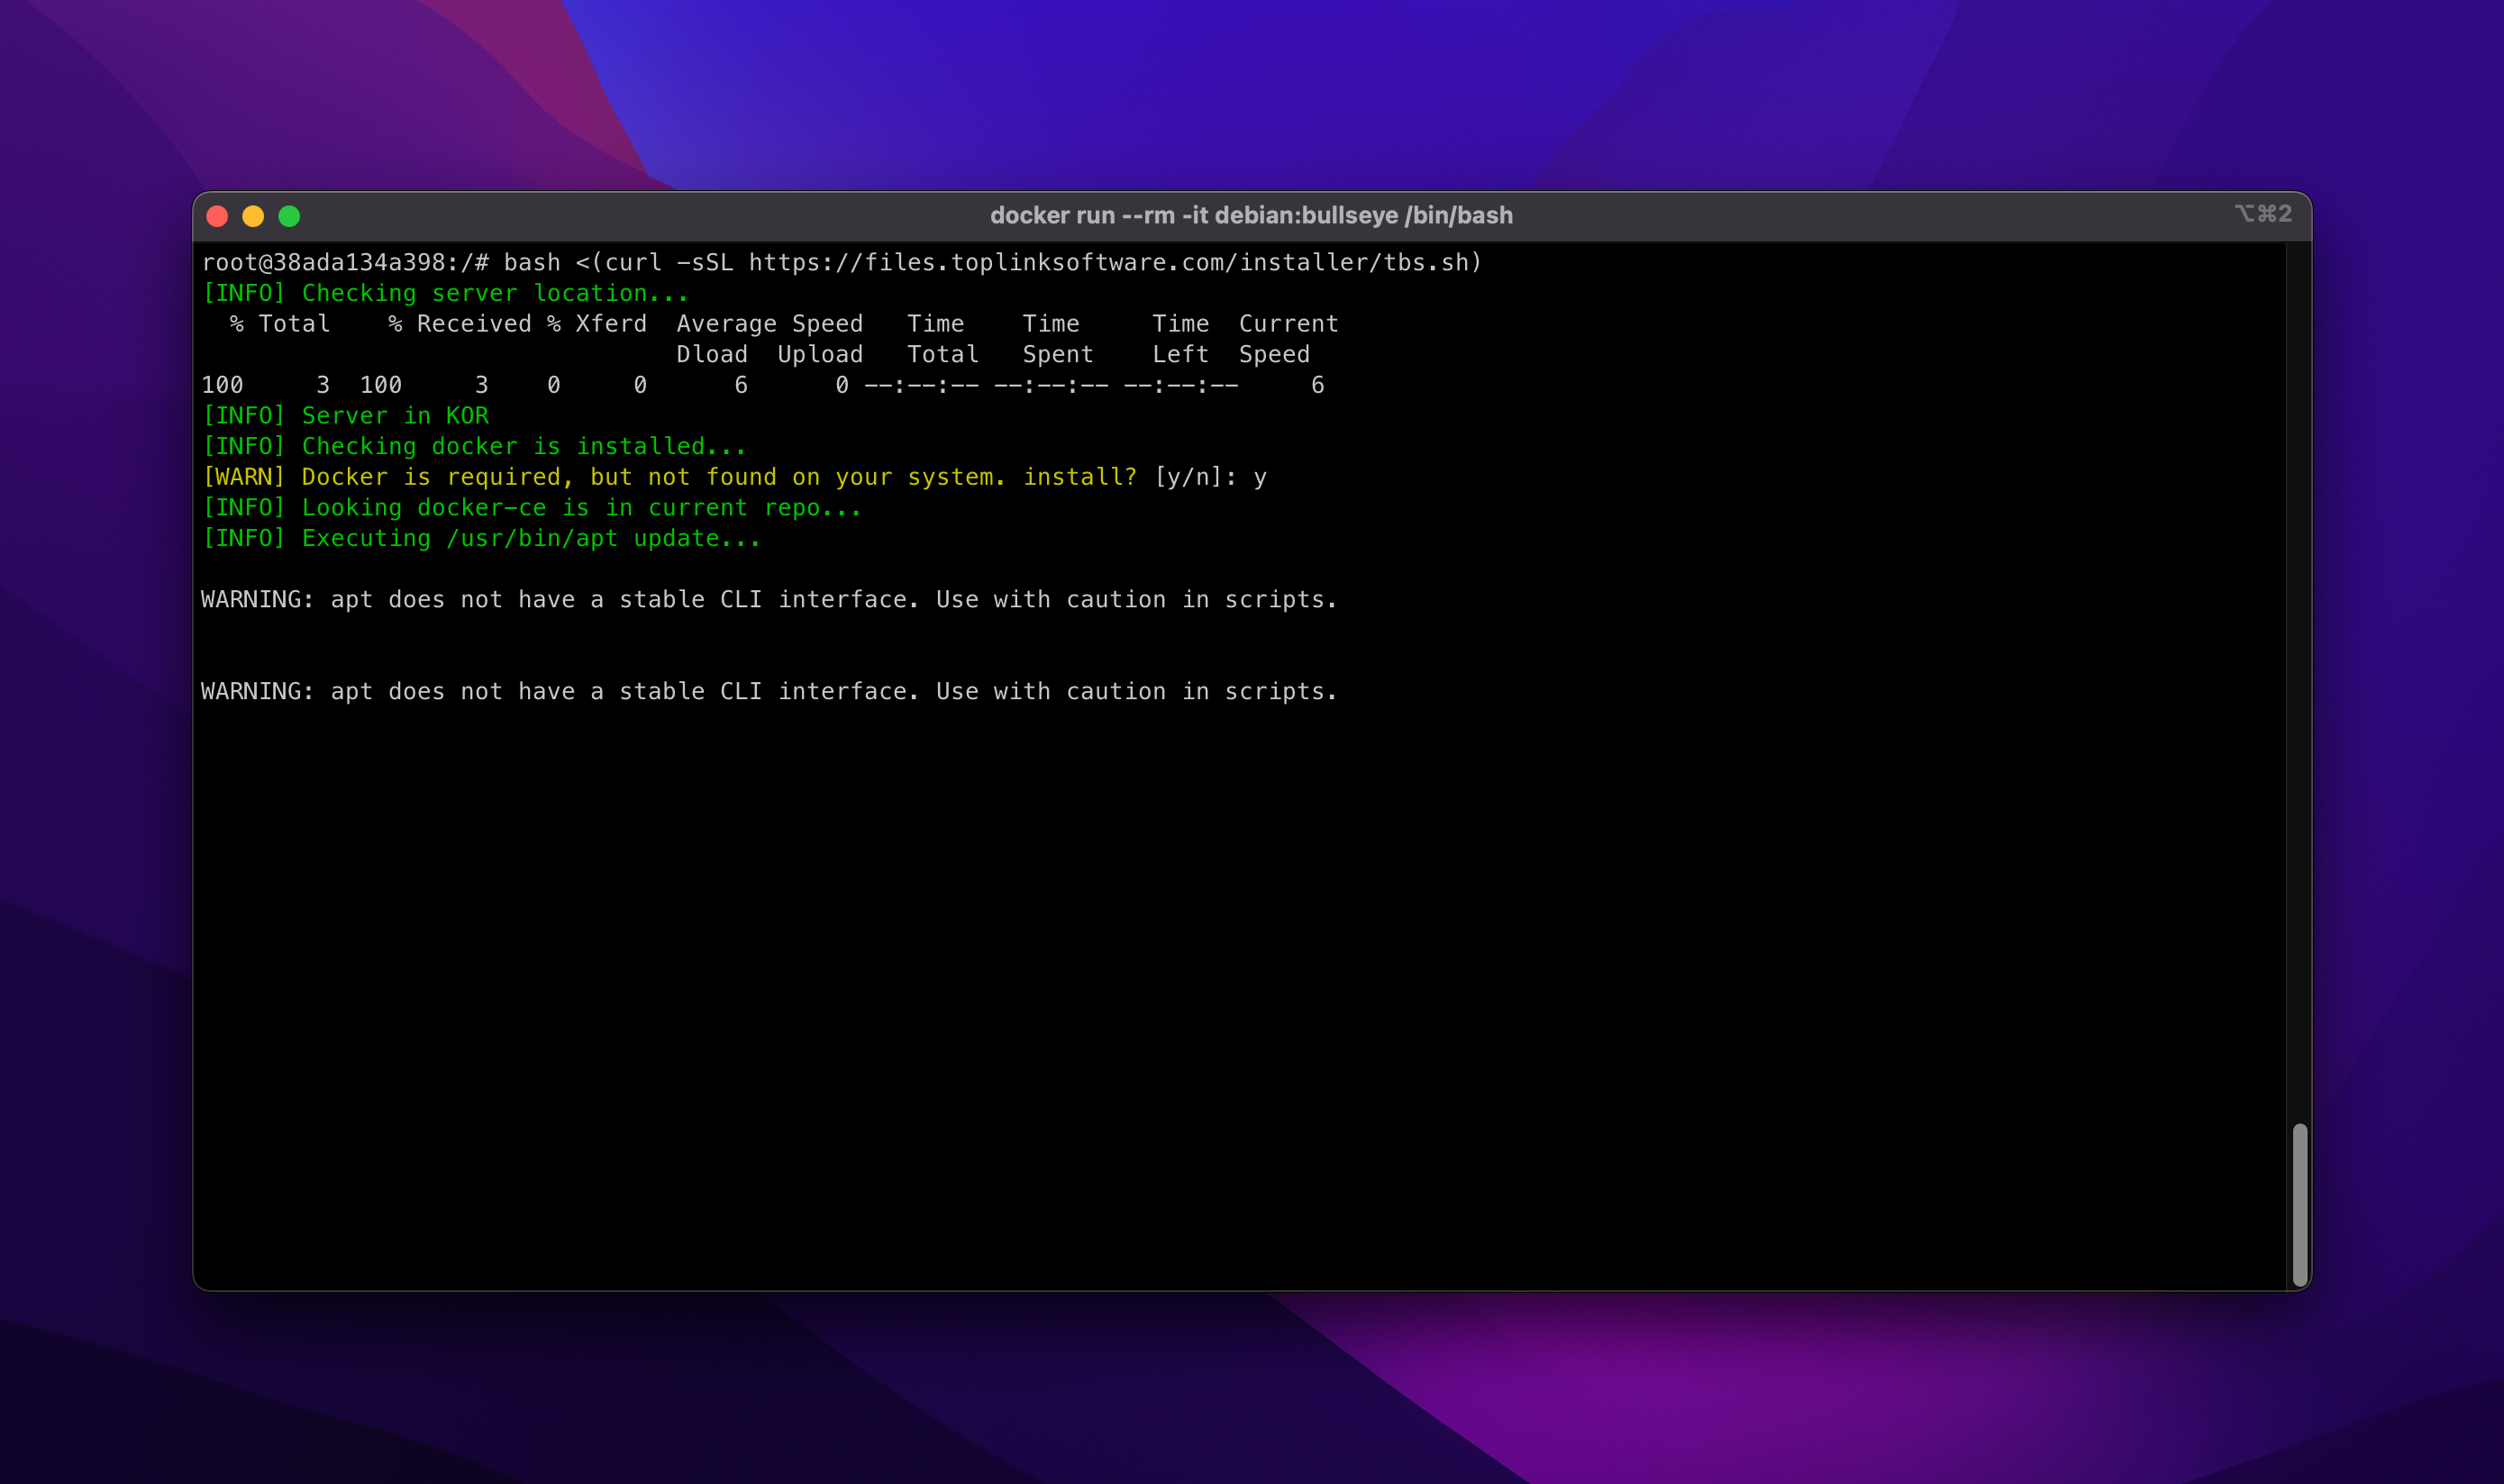 docker run --rm -it debian:bullseye /bin/bash
⌥⌘2
root@38ada134a398:/# bash <(curl -sSL https://files.toplinksoftware.com/installer/tbs.sh)
[INFO] Checking server location...
  % Total    % Received % Xferd  Average Speed   Time    Time     Time  Current
                                 Dload  Upload   Total   Spent    Left  Speed
100     3  100     3    0     0      6      0 --:--:-- --:--:-- --:--:--     6
[INFO] Server in KOR
[INFO] Checking docker is installed...
[WARN] Docker is required, but not found on your system. install? [y/n]: y
[INFO] Looking docker-ce is in current repo...
[INFO] Executing /usr/bin/apt update...
WARNING: apt does not have a stable CLI interface. Use with caution in scripts.
WARNING: apt does not have a stable CLI interface. Use with caution in scripts.